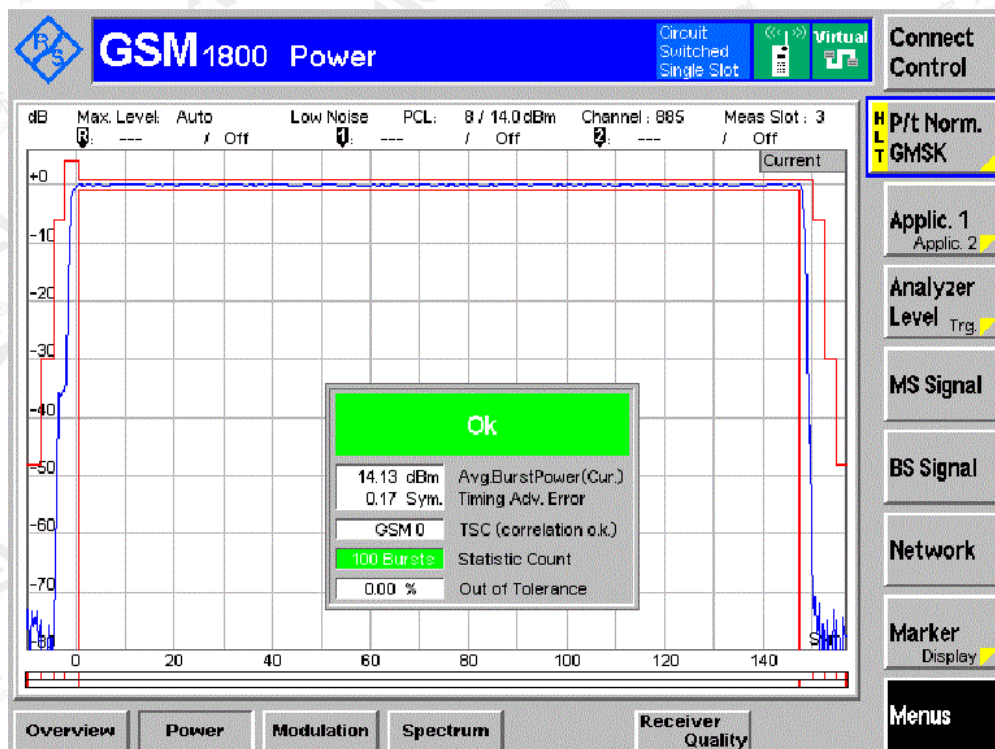 R S
GSM 1800 Power
Circuit Switched Single Slot
Virtual
Connect Control
dB Max. Level: Auto Low Noise PCL: 8 / 14.0 dBm Channel : 885 Meas Slot : 3
R : --- / Off 1 : --- / Off 2 : --- / Off
Current
HLT P/t Norm. GMSK
Applic. 1
Applic. 2
Analyzer Level Trg.
MS Signal
BS Signal
Network
Marker
Display
Menus
+0
-10
-20
-30
-40
-50
-60
-70
-80
Ok
14.13 dBm Avg.BurstPower(Cur.)
0.17 Sym. Timing Adv. Error
GSM 0 TSC (correlation o.k.)
100 Bursts Statistic Count
0.00 % Out of Tolerance
Sym
0 20 40 60 80 100 120 140
Overview Power Modulation Spectrum Receiver Quality